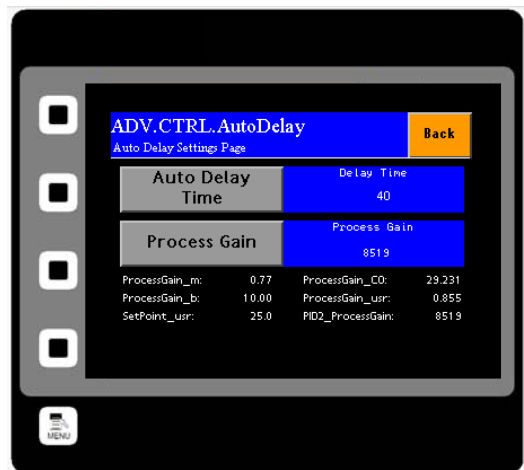 ADV.CTRL.AutoDelay
Back
Auto Delay Settings Page
Auto Delay
Time
Delay Time
40
Process Gain
Process Gain
8519
ProcessGain_m: 0.77 ProcessGain_CO: 29.231
ProcessGain_b: 10.00 ProcessGain_usr: 0.855
SetPoint_usr: 25.0 PID2_ProcessGain: 8519
MENU